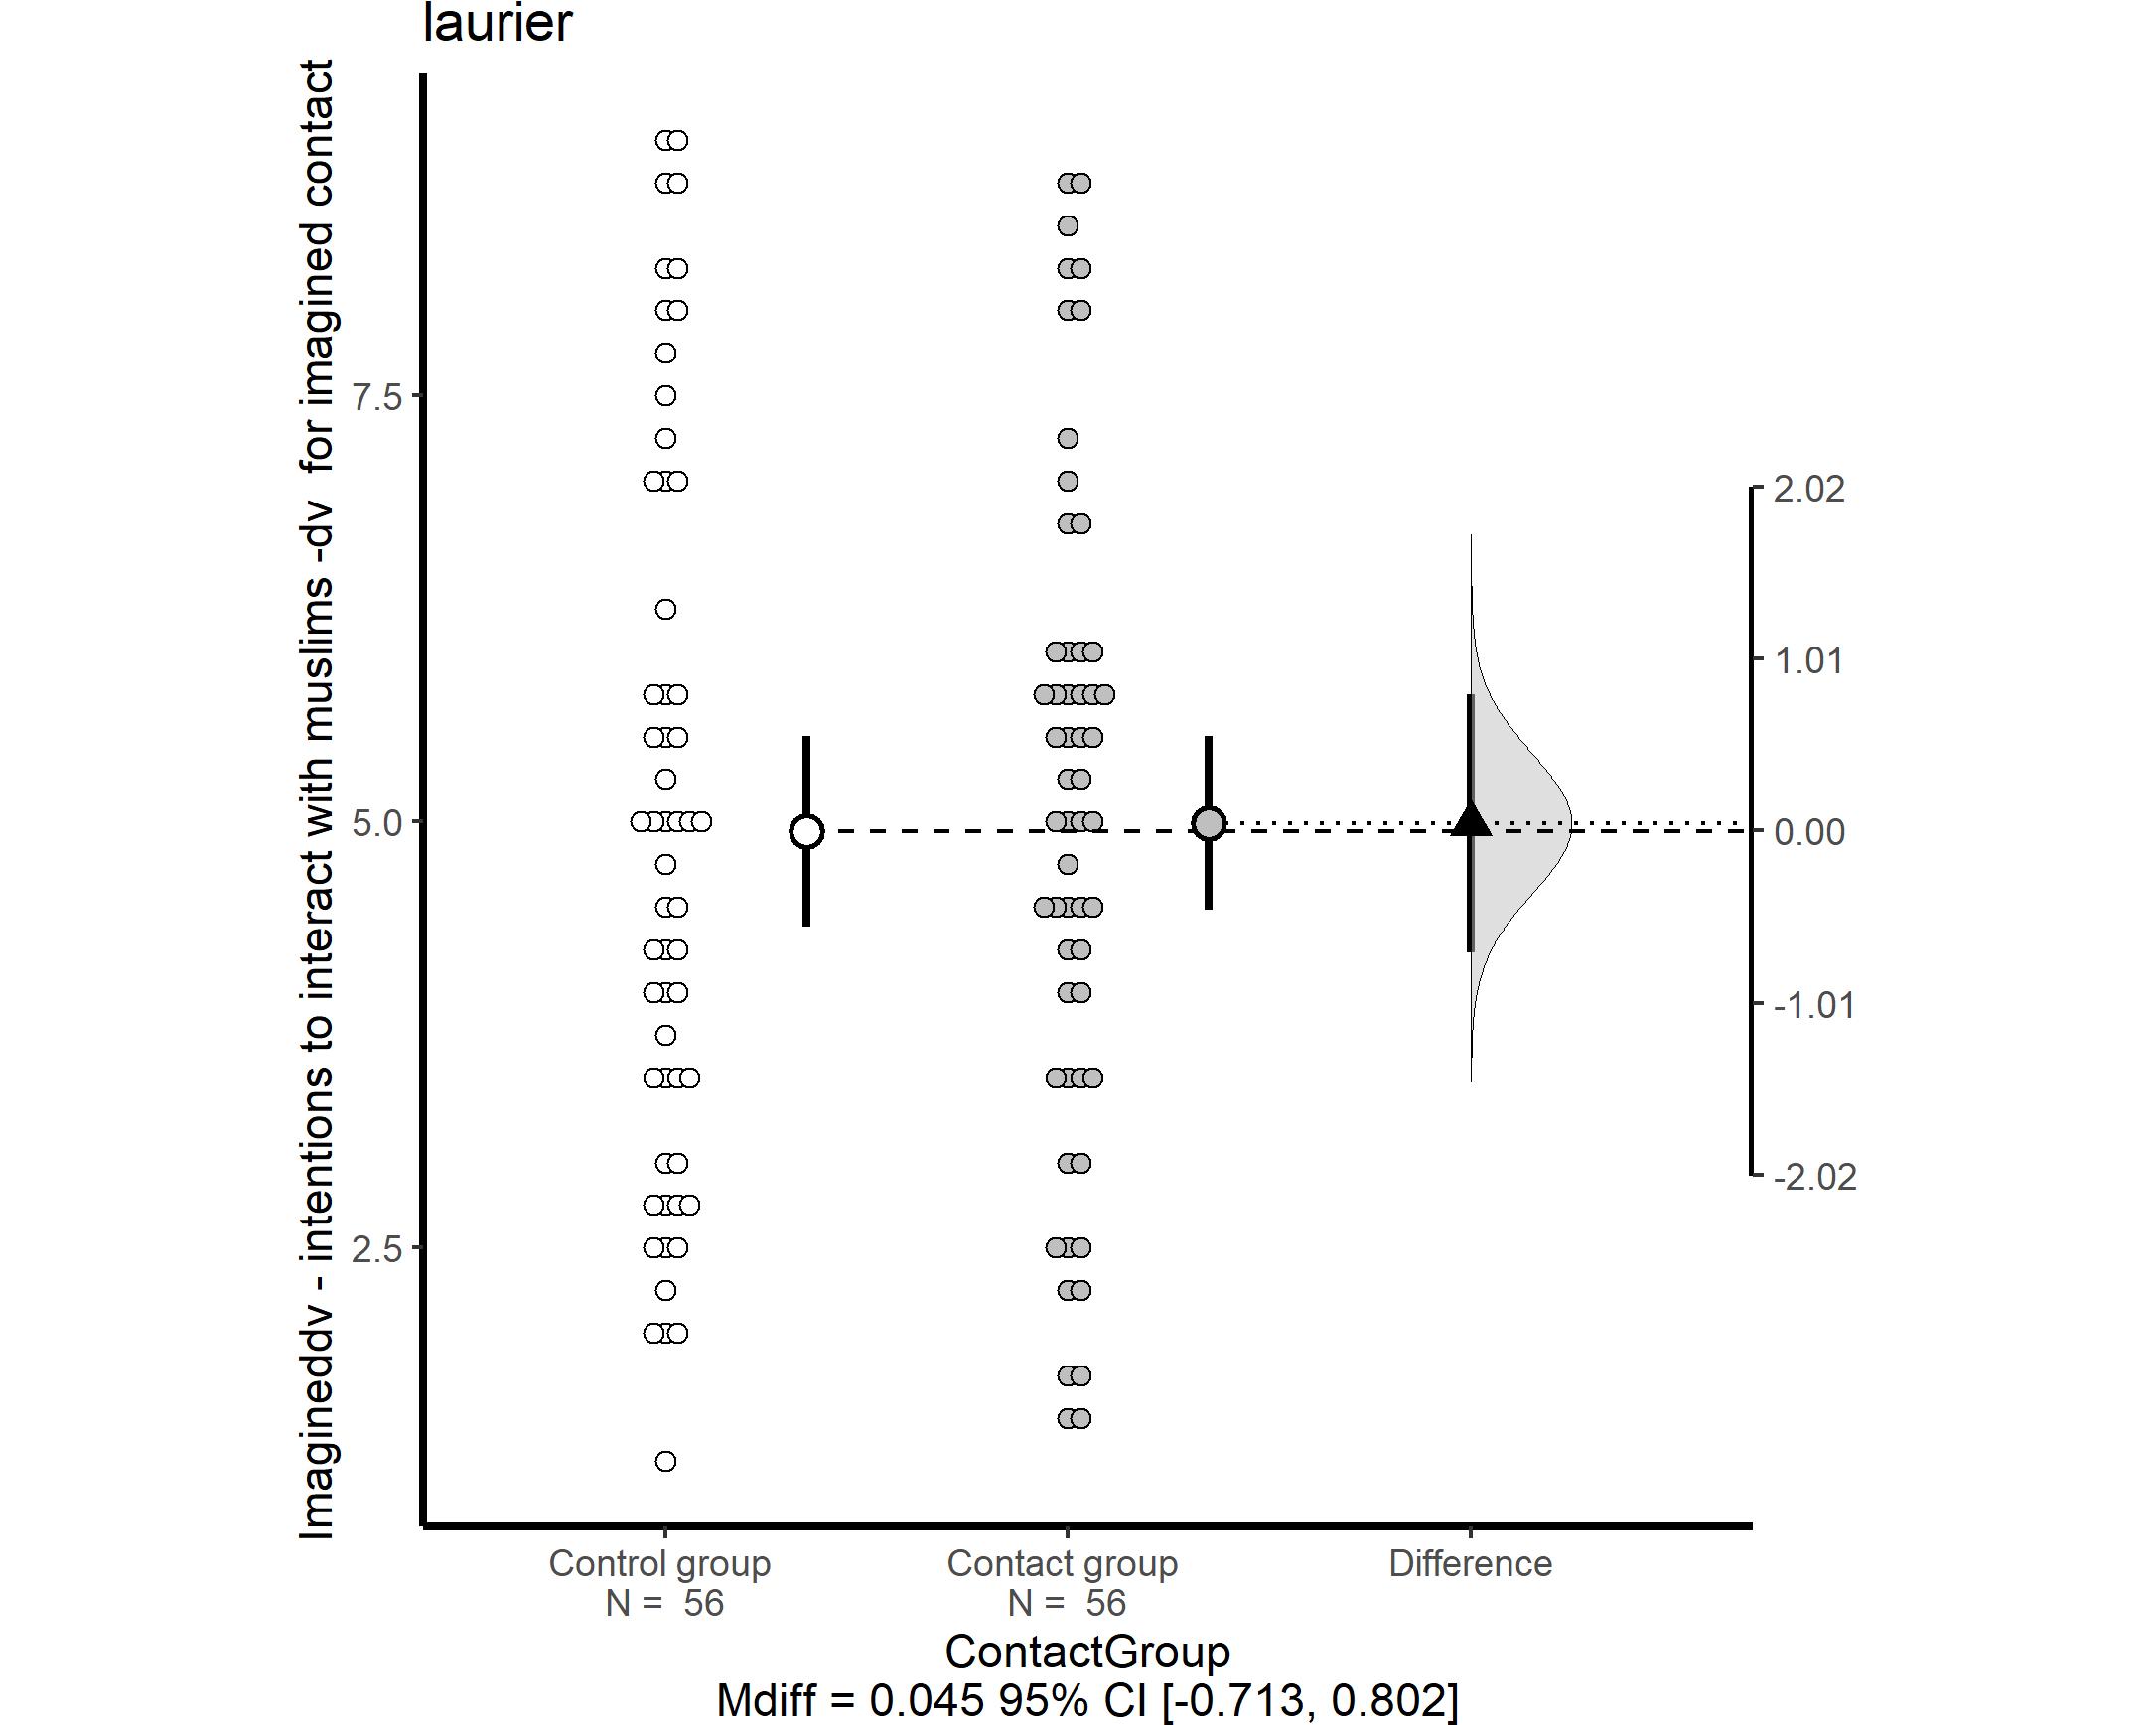 laurier
Imagineddv - intentions to interact with muslims -dv  for imagined contact
7.5
5.0
2.5
2.02
1.01
0.00
-1.01
-2.02
Control group
N =  56
Contact group
N =  56
Difference
ContactGroup
Mdiff = 0.045 95% CI [-0.713, 0.802]